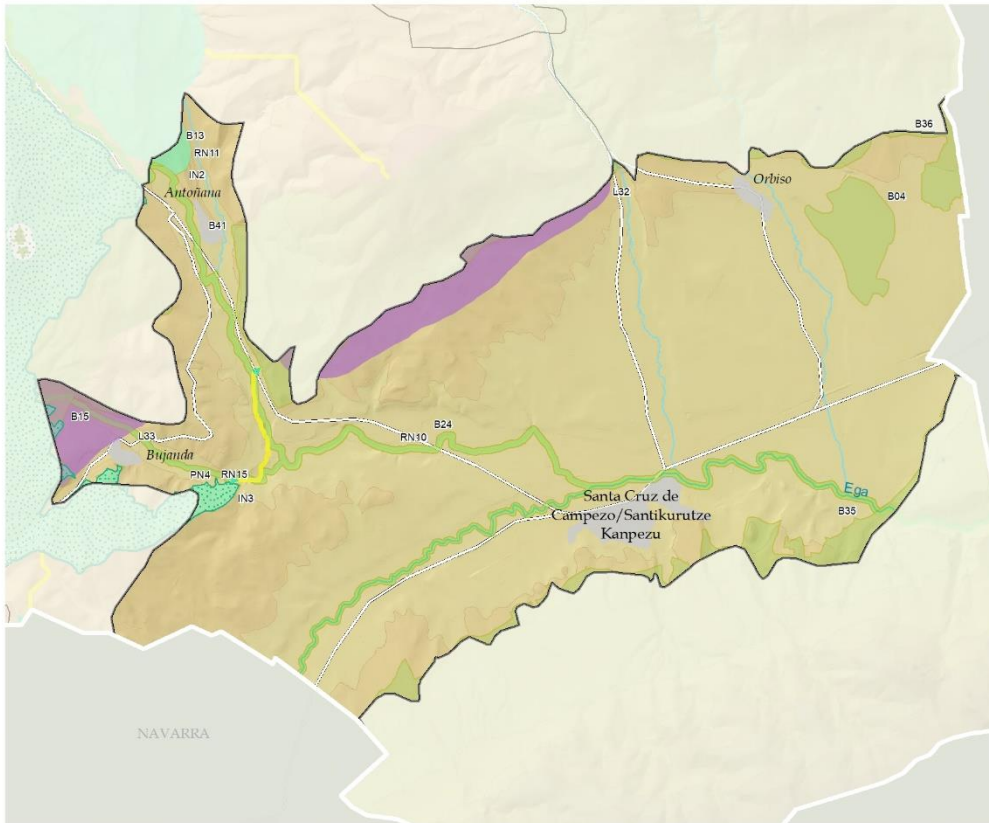 B36
B13
RN11
IN2
Antoñana
Orbiso
L32
B04
B41
B15
L33
Bujanda
B24
RN10
PN4
RN15
IN3
Ega
B35
Santa Cruz de
Campezo/Santikurutze
Kanpezu
NAVARRA